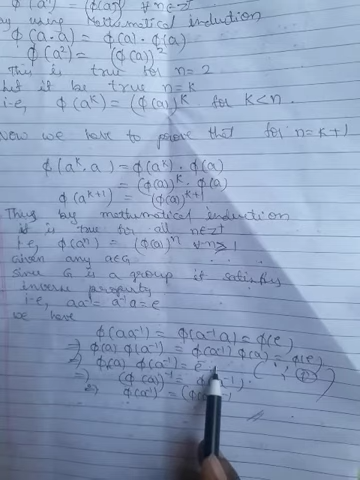 φ(aⁿ) = (φ(a))ⁿ ∀ n∈Z⁺
by using Mathematical induction
φ(a.a) = φ(a).φ(a)
φ(a²) = (φ(a))²
This is true for n=2
Let it be true n=k
i.e, φ(aᵏ) = (φ(a))ᵏ for k<n.
Now we have to prove that for n=k+1
φ(aᵏ.a) = φ(aᵏ).φ(a)
= (φ(a))ᵏ.φ(a)
φ(aᵏ⁺¹) = (φ(a))ᵏ⁺¹
Thus by mathematical induction
it is true for all n∈Z⁺
i.e, φ(aⁿ) = (φ(a))ⁿ ∀ n≥1
Given any a∈G
since G is a group it satisfies
inverse property
i.e, aa⁻¹ = a⁻¹a = e
we have
φ(aa⁻¹) = φ(a⁻¹a) = φ(e)
⇒ φ(a) φ(a⁻¹) = φ(a⁻¹) φ(a) = φ(e)
⇒ φ(a) φ(a⁻¹) = e
⇒ (φ(a))⁻¹ = φ(a⁻¹)
⇒ φ(a⁻¹) = (φ(a))⁻¹